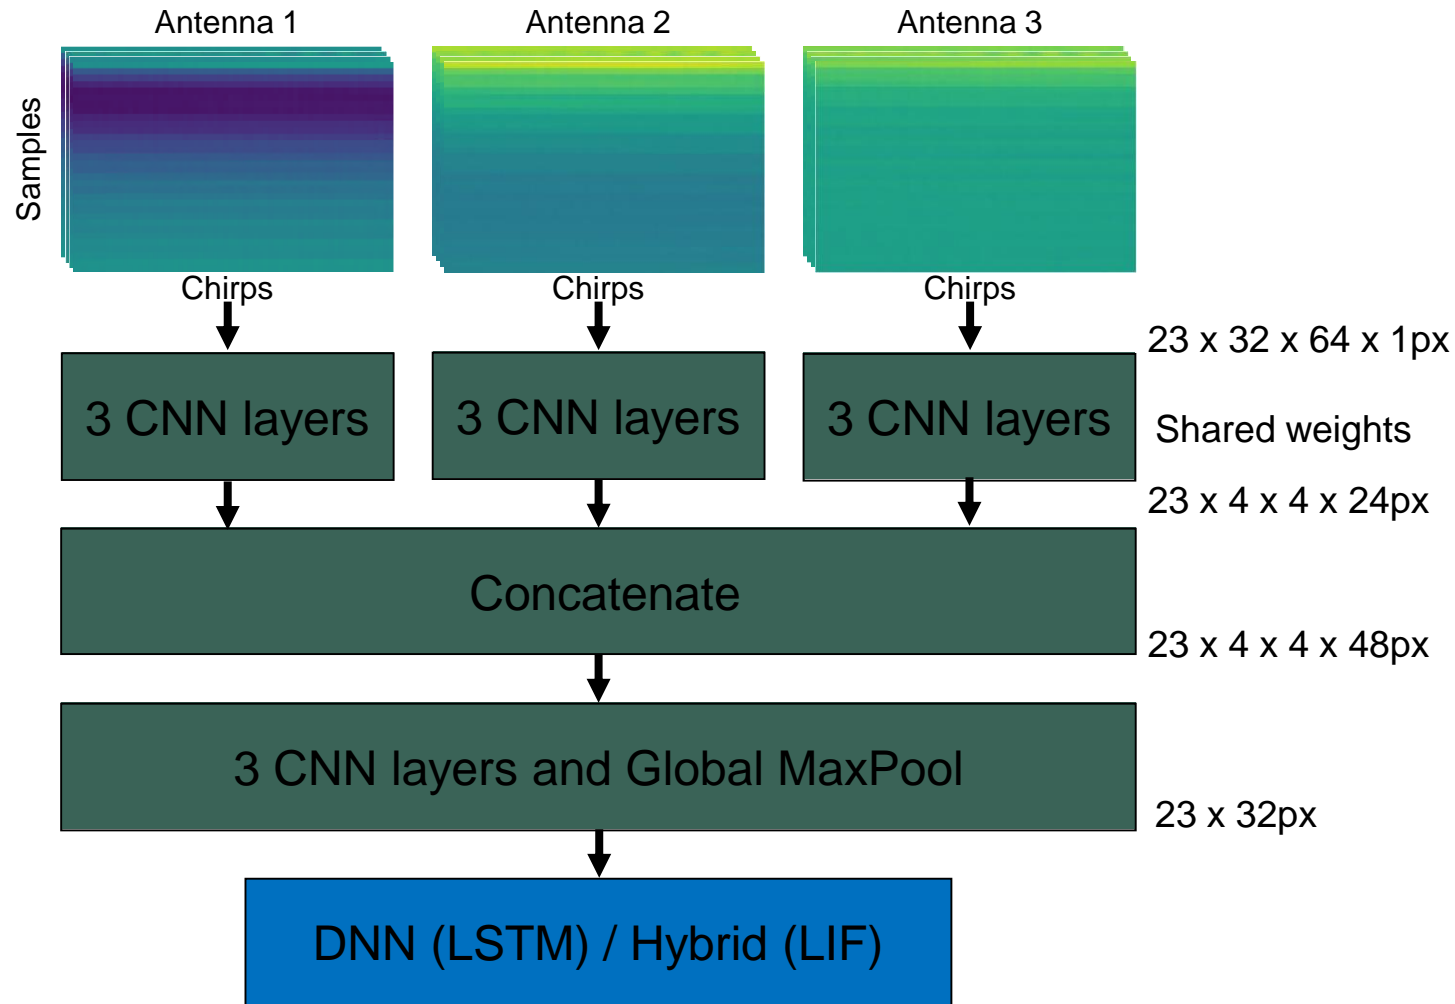 Antenna 1
Antenna 2
Antenna 3
Samples
Chirps
Chirps
Chirps
23 x 32 x 64 x 1px
3 CNN layers
3 CNN layers
3 CNN layers
Shared weights
23 x 4 x 4 x 24px
Concatenate
23 x 4 x 4 x 48px
3 CNN layers and Global MaxPool
23 x 32px
DNN (LSTM) / Hybrid (LIF)